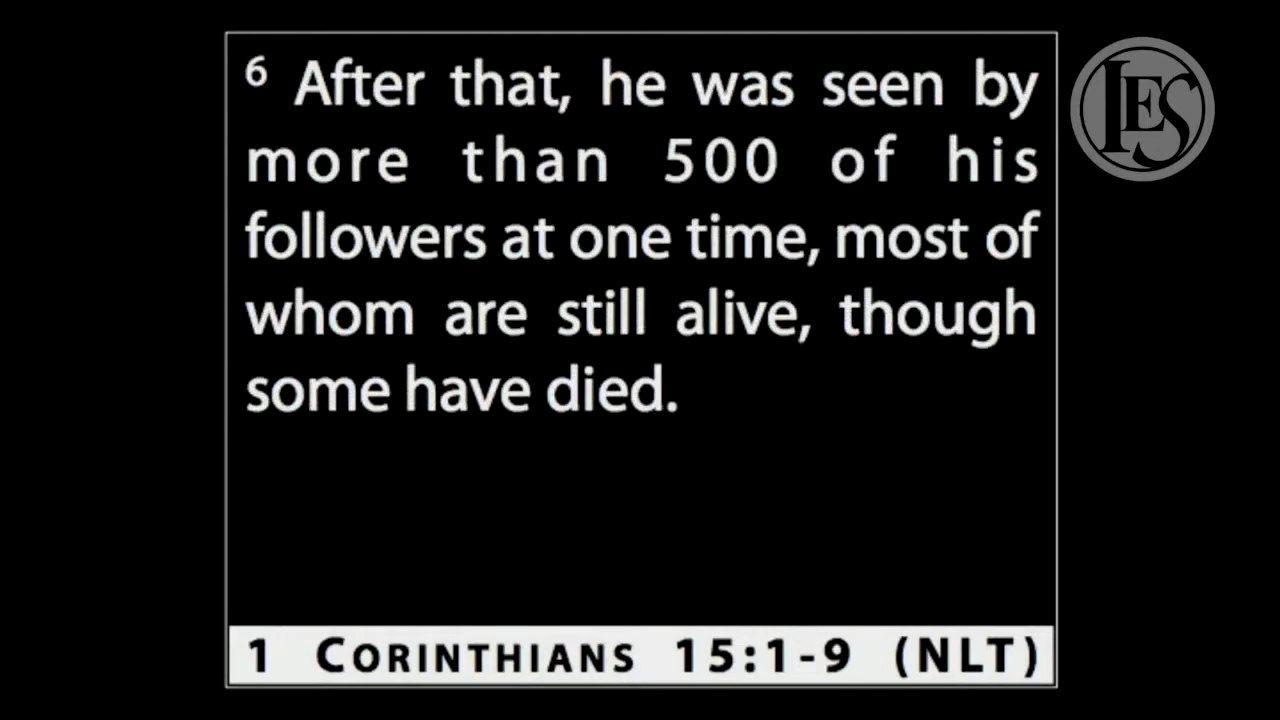 6 After that, he was seen by
more than 500 of his
followers at one time, most of
whom are still alive, though
some have died.
1 CORINTHIANS 15:1-9 (NLT)
IES